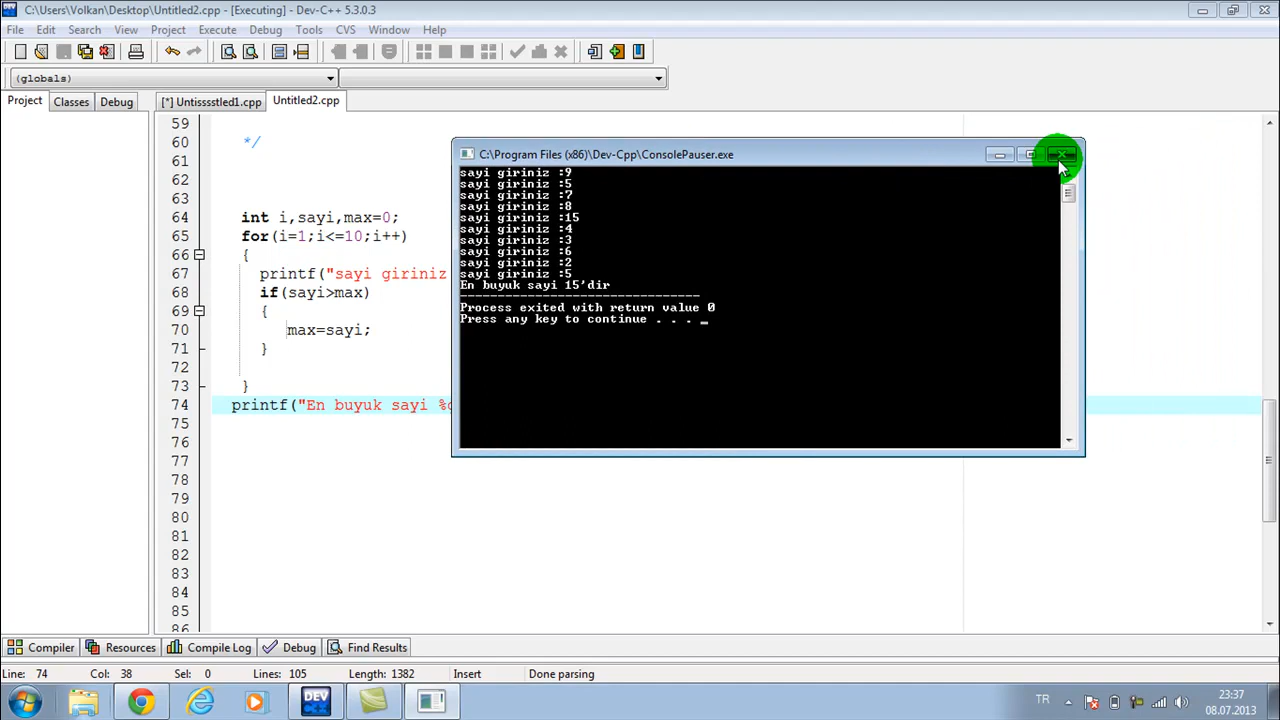 C:\Users\Volkan\Desktop\Untitled2.cpp - [Executing] - Dev-C++ 5.3.0.3
File Edit Search View Project Execute Debug Tools CVS Window Help
(globals)
Project Classes Debug [*] Untisssstled1.cpp Untitled2.cpp
59
60 */
61
62
63
64 int i,sayi,max=0;
65 for(i=1;i<=10;i++)
66 {
67 printf("sayi giriniz
68 if(sayi>max)
69 {
70 max=sayi;
71 }
72
73 }
74 printf("En buyuk sayi %
75
76
77
78
79
80
81
82
83
84
85
86
C:\Program Files (x86)\Dev-Cpp\ConsolePauser.exe
sayi giriniz :9
sayi giriniz :5
sayi giriniz :7
sayi giriniz :8
sayi giriniz :15
sayi giriniz :4
sayi giriniz :3
sayi giriniz :6
sayi giriniz :2
sayi giriniz :5
En buyuk sayi 15'dir
--------------------------------
Process exited with return value 0
Press any key to continue . . . _
Compiler Resources Compile Log Debug Find Results
Line: 74 Col: 38 Sel: 0 Lines: 105 Length: 1382 Insert Done parsing
DEV
TR
23:37
08.07.2013